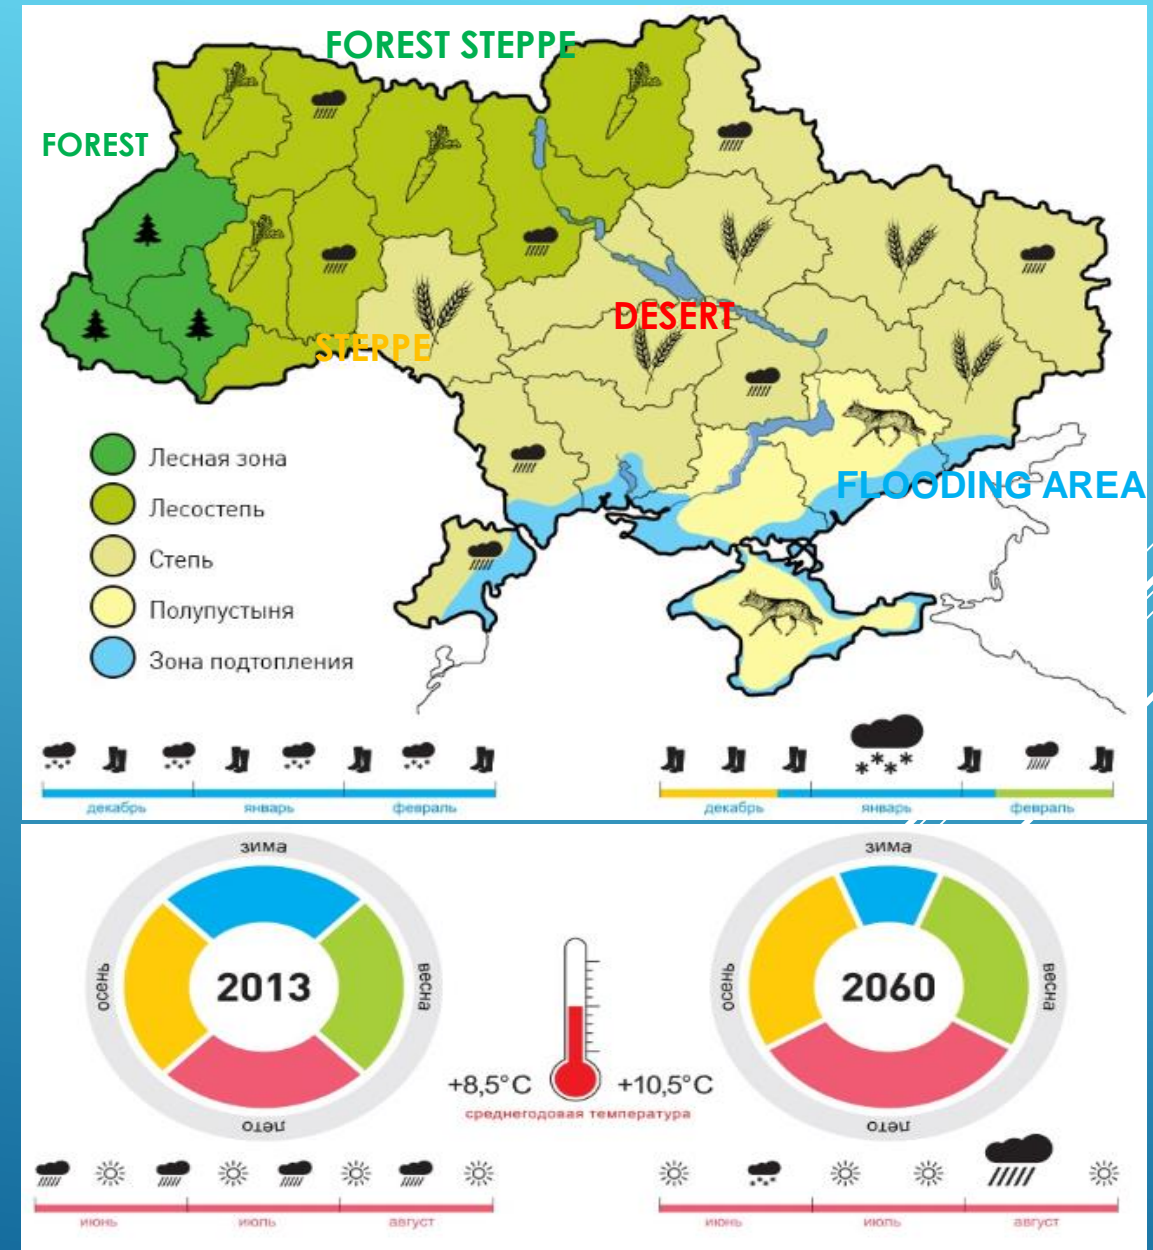 FOREST STEPPE
FOREST
DESERT
STEPPE
FLOODING AREA
Лесная зона
Лесостепь
Степь
Полупустыня
Зона подтопления
декабрь январь февраль
декабрь январь февраль
зима
осень
2013
весна
лето
зима
осень
2060
весна
лето
+8,5°C +10,5°C
среднегодовая температура
июнь июль август
июнь июль август